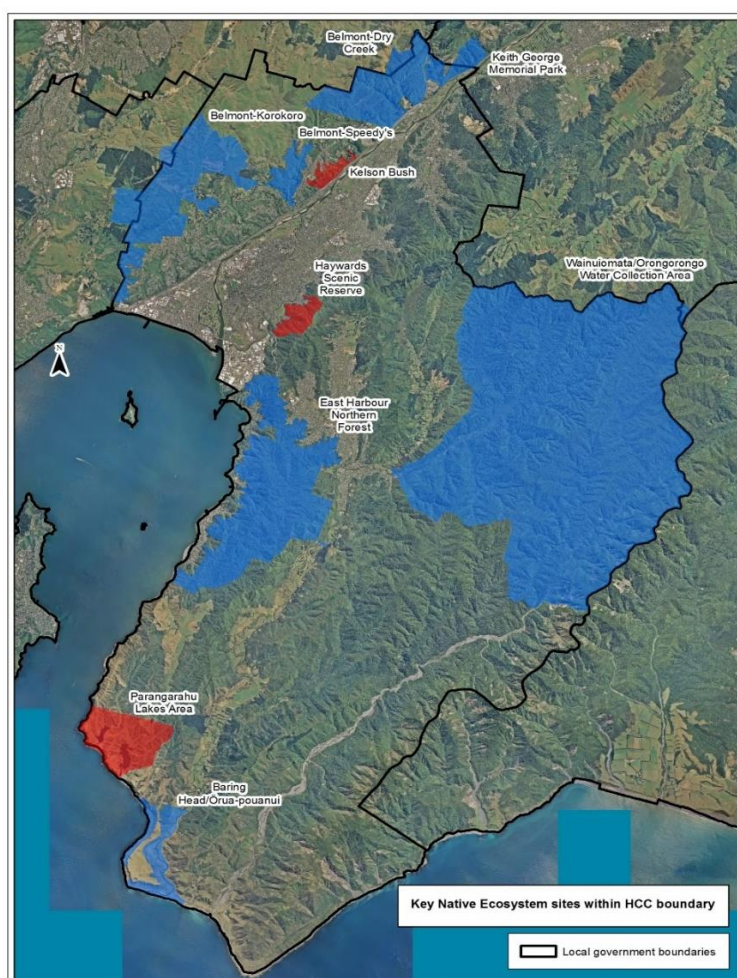 Belmont-Dry
Creek
Keith George
Memorial Park
Belmont-Korokoro
Belmont-Speedy's
Kelson Bush
Haywards
Scenic
Reserve
Wainuiomata/Orongorongo
Water Collection Area
N
East Harbour
Northern
Forest
Parangarahu
Lakes Area
Baring
Head/Orua-pouanui
Key Native Ecosystem sites within HCC boundary
Local government boundaries